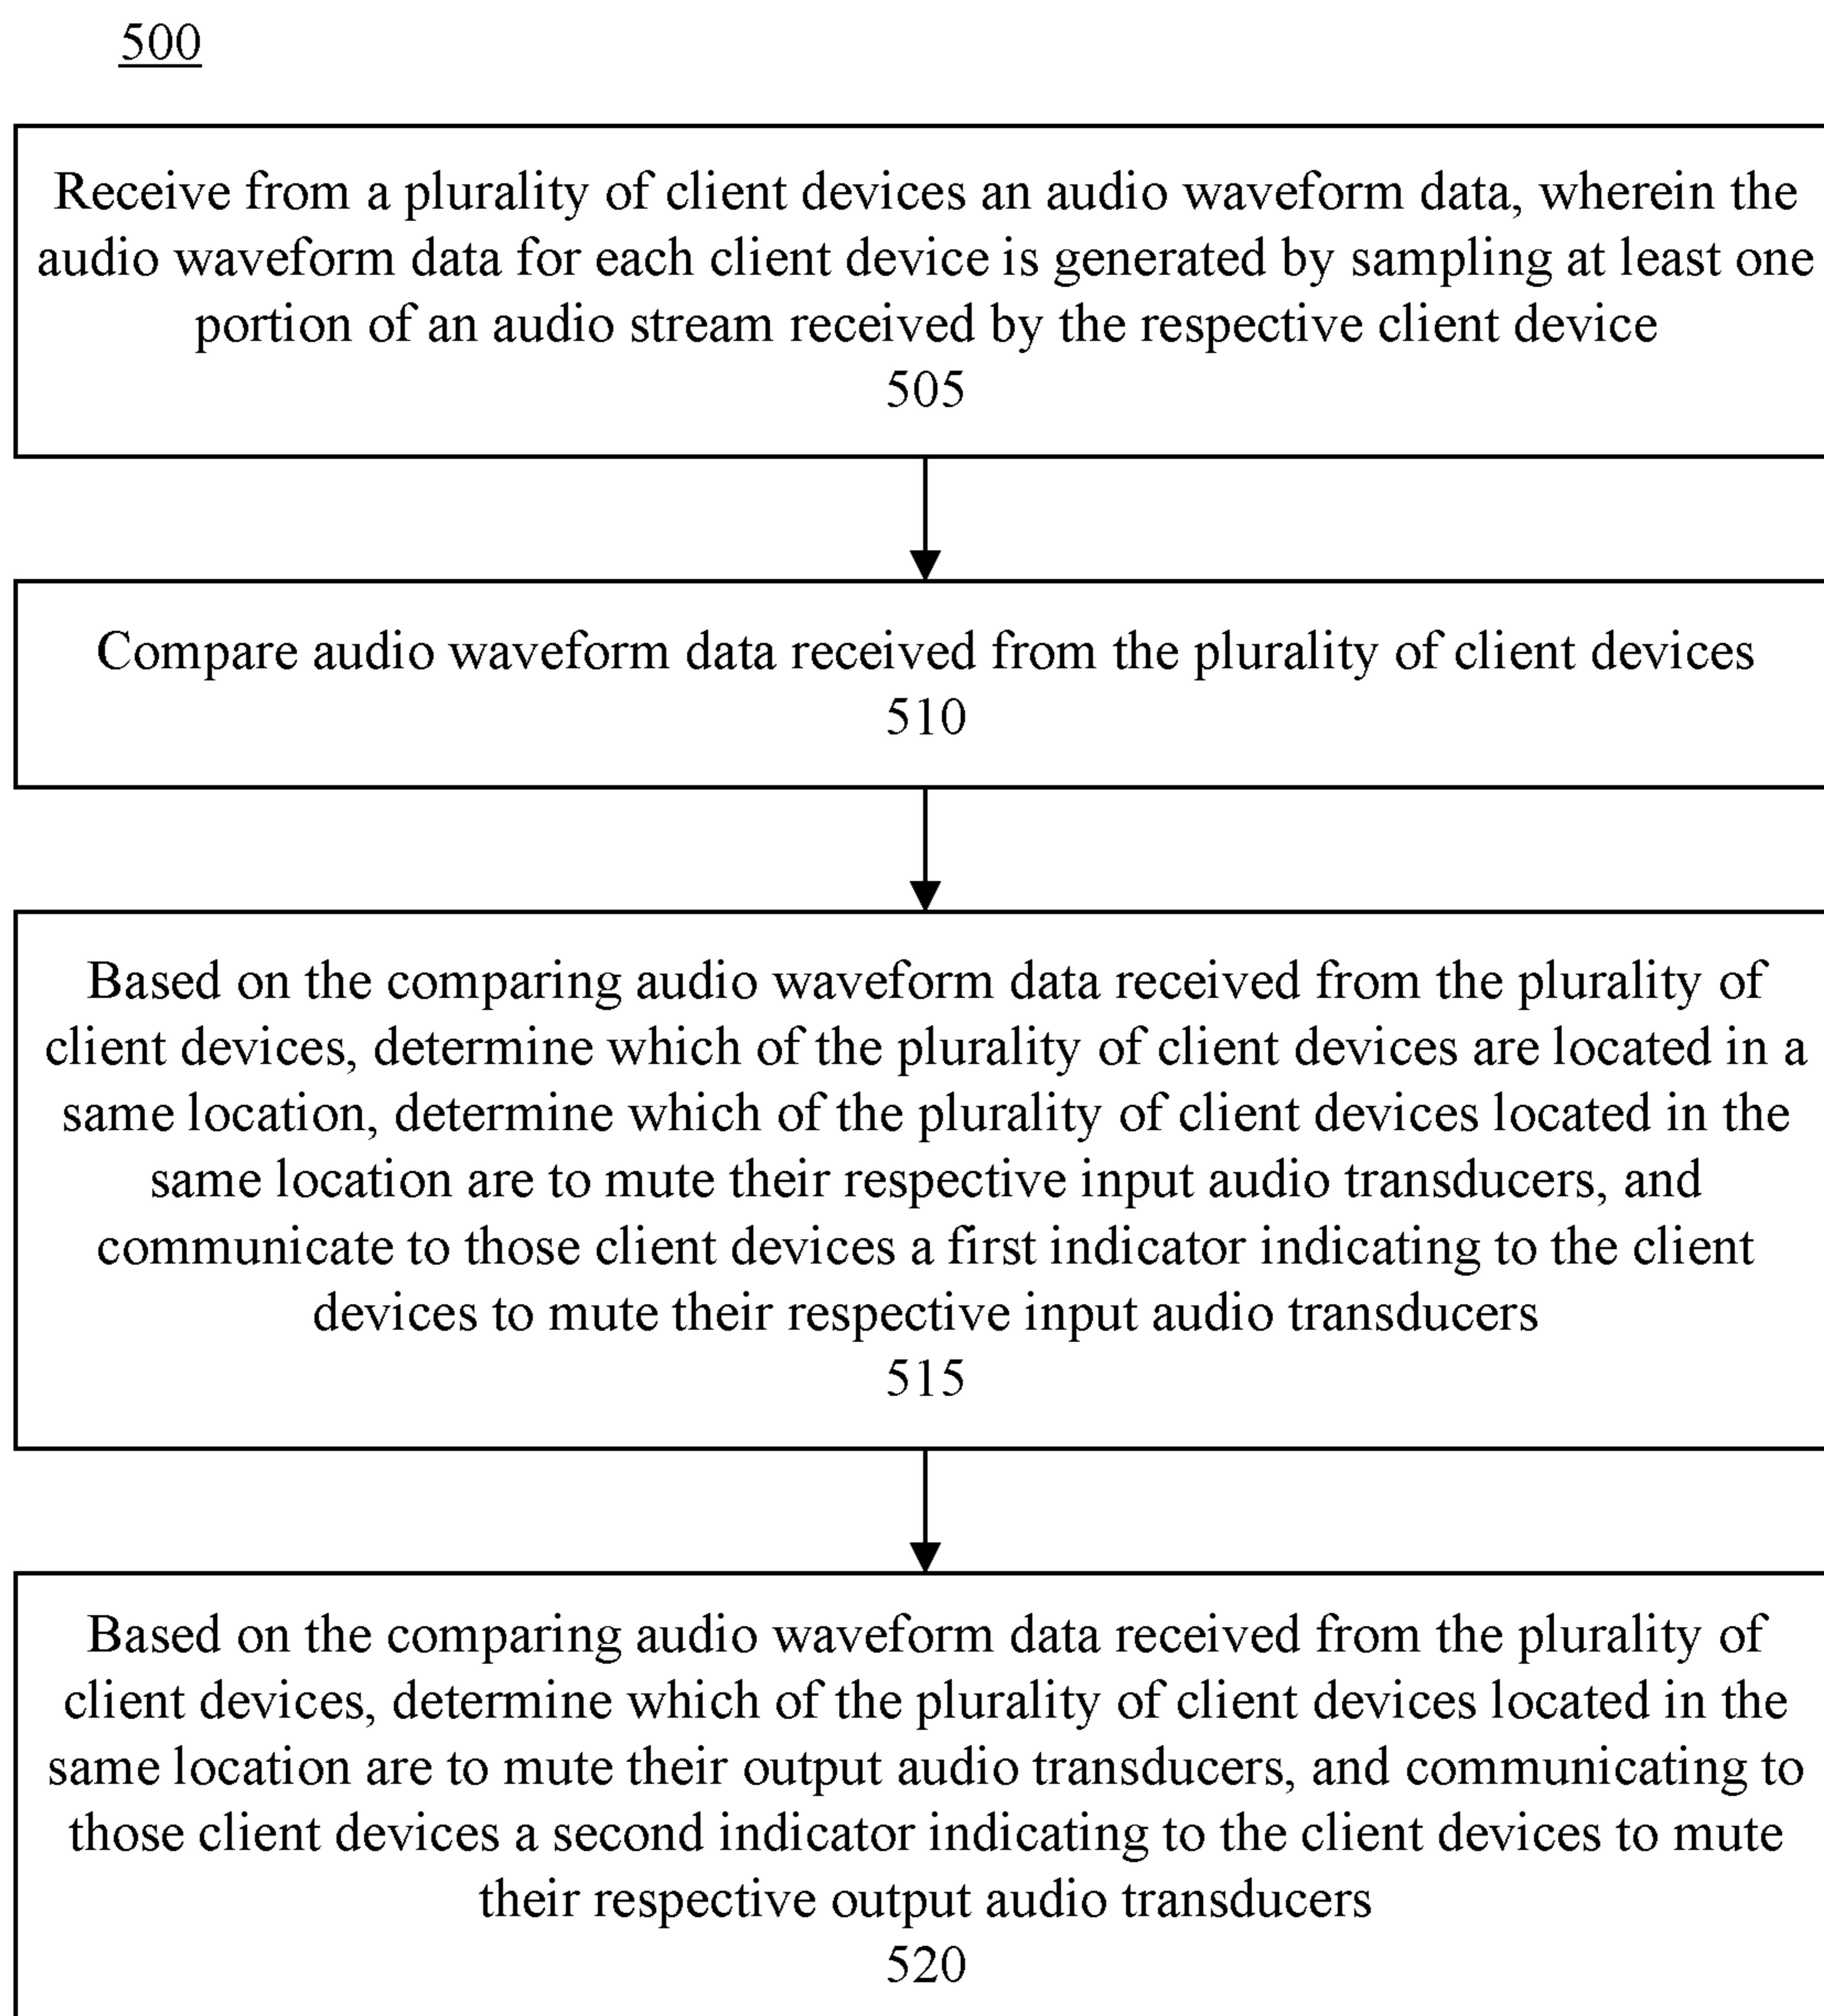 500
Receive from a plurality of client devices an audio waveform data, wherein the
audio waveform data for each client device is generated by sampling at least one
portion of an audio stream received by the respective client device
505
Compare audio waveform data received from the plurality of client devices
510
Based on the comparing audio waveform data received from the plurality of
client devices, determine which of the plurality of client devices are located in a
same location, determine which of the plurality of client devices located in the
same location are to mute their respective input audio transducers, and
communicate to those client devices a first indicator indicating to the client
devices to mute their respective input audio transducers
515
Based on the comparing audio waveform data received from the plurality of
client devices, determine which of the plurality of client devices located in the
same location are to mute their output audio transducers, and communicating to
those client devices a second indicator indicating to the client devices to mute
their respective output audio transducers
520